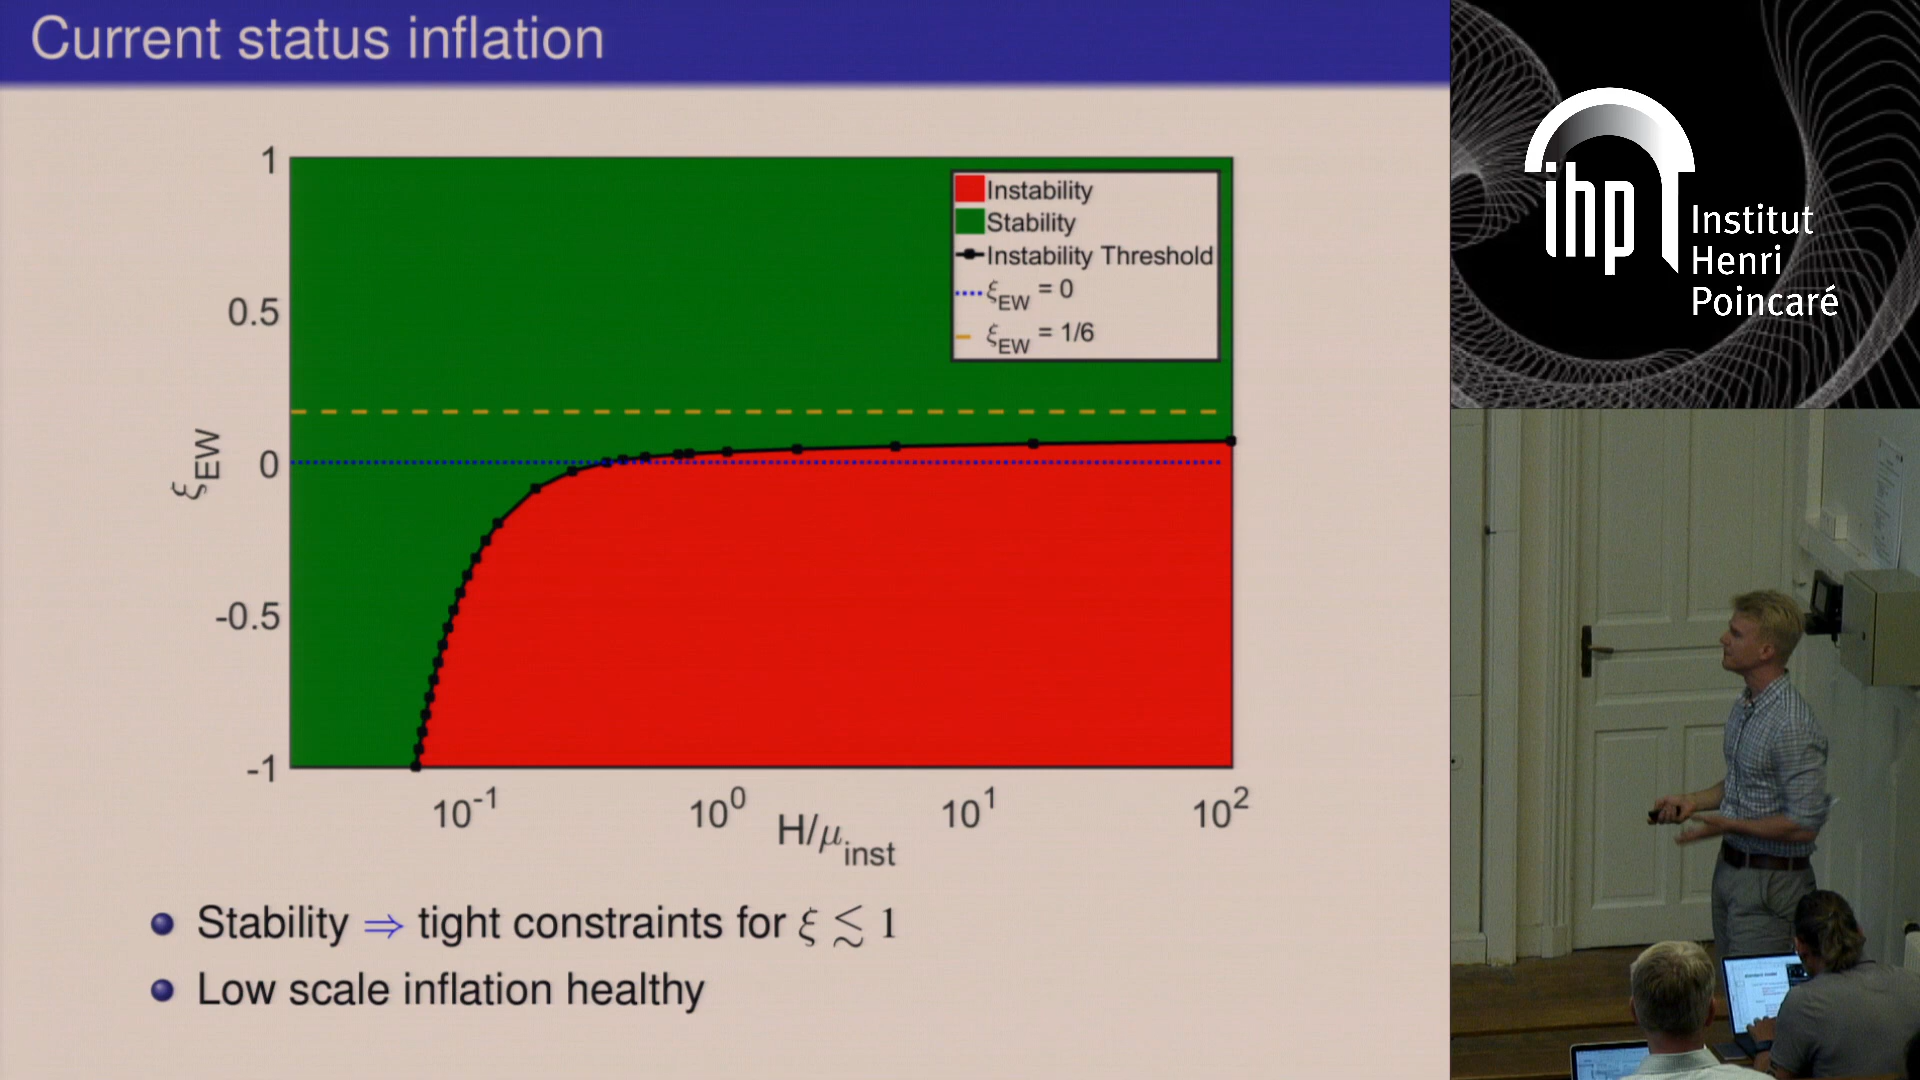 Current status inflation
1
0.5
0
-0.5
-1
ξ_EW
Instability
Stability
Instability Threshold
ξ_EW = 0
ξ_EW = 1/6
10^-1
10^0
10^1
10^2
H/μ_inst
Stability ⇒ tight constraints for ξ ≲ 1
Low scale inflation healthy
ihp
Institut
Henri
Poincaré